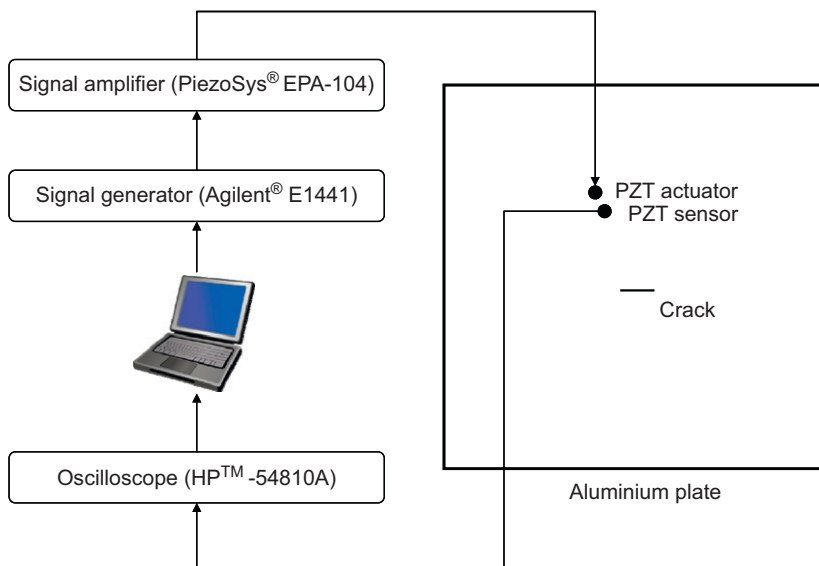 Signal amplifier (PiezoSys® EPA-104)
Signal generator (Agilent® E1441)
PZT actuator
PZT sensor
Crack
Oscilloscope (HP™ -54810A)
Aluminium plate